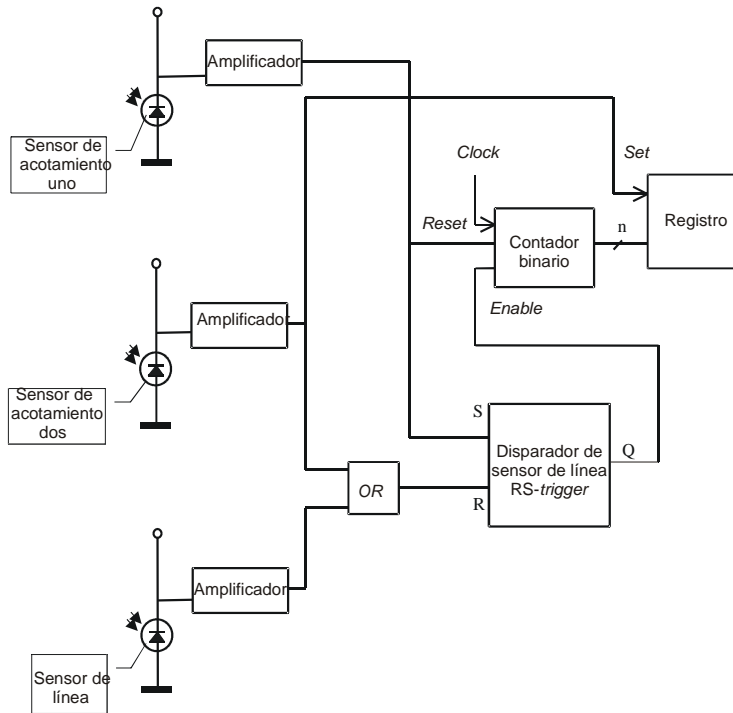 Amplificador
Sensor de
acotamiento
uno
Clock
Set
Reset
n
Contador
binario
Registro
Enable
Amplificador
Sensor de
acotamiento
dos
S
Disparador de
sensor de línea
RS-trigger
Q
OR
R
Amplificador
Sensor de
línea